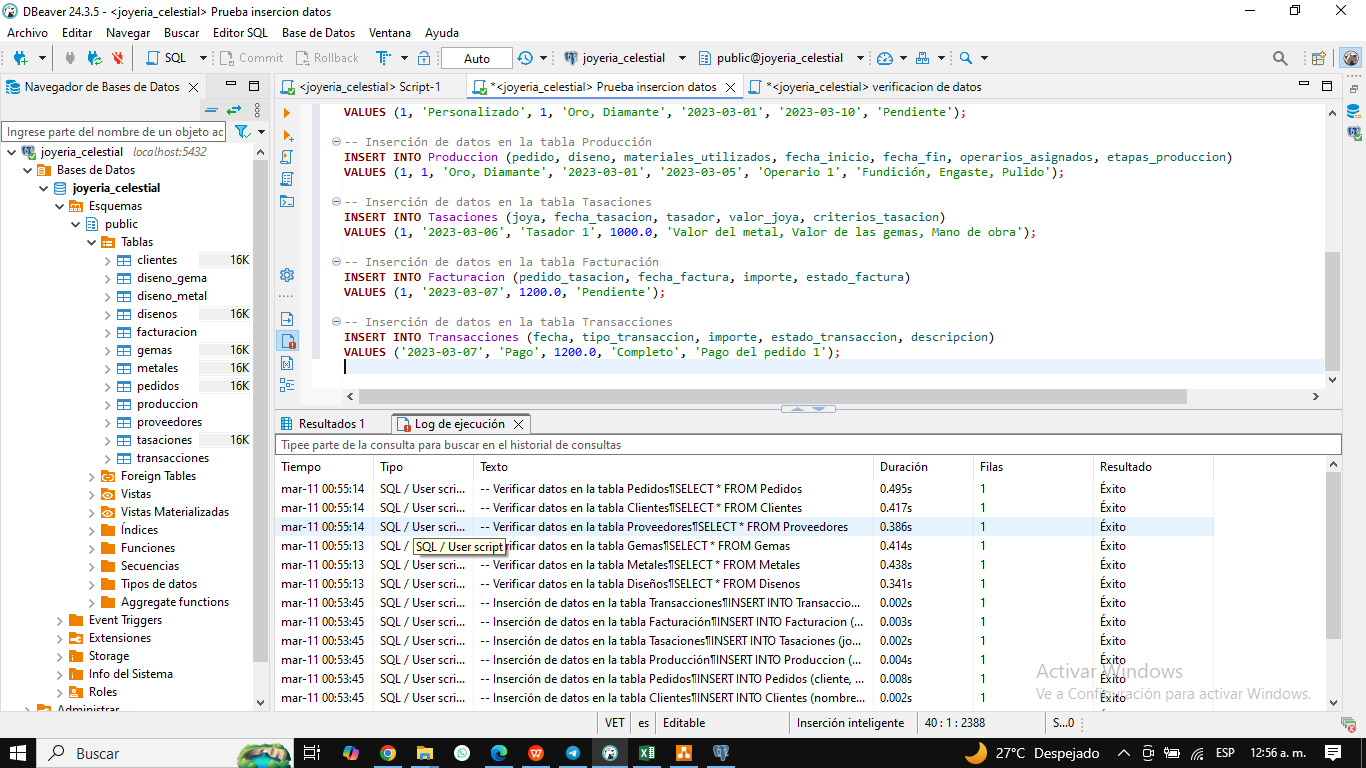 DBeaver 24.3.5 - <joyeria_celestial> Prueba insercion datos
Archivo Editar Navegar Buscar Editor SQL Base de Datos Ventana Ayuda
SQL Commit Rollback Auto joyeria_celestial public@joyeria_celestial
Navegador de Bases de Datos
<joyeria_celestial> Script-1
*<joyeria_celestial> Prueba insercion datos
*<joyeria_celestial> verificacion de datos
Ingrese parte del nombre de un objeto ac
joyeria_celestial localhost:5432
Bases de Datos
joyeria_celestial
Esquemas
public
Tablas
clientes 16K
diseno_gema
diseno_metal
disenos 16K
facturacion
gemas 16K
metales 16K
pedidos 16K
produccion
proveedores
tasaciones 16K
transacciones
Foreign Tables
Vistas
Vistas Materializadas
Índices
Funciones
Secuencias
Tipos de datos
Aggregate functions
Event Triggers
Extensiones
Storage
Info del Sistema
Roles
Administrar
VALUES (1, 'Personalizado', 1, 'Oro, Diamante', '2023-03-01', '2023-03-10', 'Pendiente');
-- Inserción de datos en la tabla Producción
INSERT INTO Produccion (pedido, diseno, materiales_utilizados, fecha_inicio, fecha_fin, operarios_asignados, etapas_produccion)
VALUES (1, 1, 'Oro, Diamante', '2023-03-01', '2023-03-05', 'Operario 1', 'Fundición, Engaste, Pulido');
-- Inserción de datos en la tabla Tasaciones
INSERT INTO Tasaciones (joya, fecha_tasacion, tasador, valor_joya, criterios_tasacion)
VALUES (1, '2023-03-06', 'Tasador 1', 1000.0, 'Valor del metal, Valor de las gemas, Mano de obra');
-- Inserción de datos en la tabla Facturación
INSERT INTO Facturacion (pedido_tasacion, fecha_factura, importe, estado_factura)
VALUES (1, '2023-03-07', 1200.0, 'Pendiente');
-- Inserción de datos en la tabla Transacciones
INSERT INTO Transacciones (fecha, tipo_transaccion, importe, estado_transaccion, descripcion)
VALUES ('2023-03-07', 'Pago', 1200.0, 'Completo', 'Pago del pedido 1');
Resultados 1 Log de ejecución
Tipee parte de la consulta para buscar en el historial de consultas
Tiempo Tipo Texto Duración Filas Resultado
mar-11 00:55:14 SQL / User scri... -- Verificar datos en la tabla Pedidos¶SELECT * FROM Pedidos 0.495s 1 Éxito
mar-11 00:55:14 SQL / User scri... -- Verificar datos en la tabla Clientes¶SELECT * FROM Clientes 0.417s 1 Éxito
mar-11 00:55:14 SQL / User scri... -- Verificar datos en la tabla Proveedores¶SELECT * FROM Proveedores 0.386s 1 Éxito
mar-11 00:55:13 SQL / SQL / User script rificar datos en la tabla Gemas¶SELECT * FROM Gemas 0.414s 1 Éxito
mar-11 00:55:13 SQL / User scri... -- Verificar datos en la tabla Metales¶SELECT * FROM Metales 0.438s 1 Éxito
mar-11 00:55:13 SQL / User scri... -- Verificar datos en la tabla Diseños¶SELECT * FROM Disenos 0.341s 1 Éxito
mar-11 00:53:45 SQL / User scri... -- Inserción de datos en la tabla Transacciones¶INSERT INTO Transaccio... 0.002s 1 Éxito
mar-11 00:53:45 SQL / User scri... -- Inserción de datos en la tabla Facturación¶INSERT INTO Facturacion (... 0.003s 1 Éxito
mar-11 00:53:45 SQL / User scri... -- Inserción de datos en la tabla Tasaciones¶INSERT INTO Tasaciones (jo... 0.002s 1 Éxito
mar-11 00:53:45 SQL / User scri... -- Inserción de datos en la tabla Producción¶INSERT INTO Produccion (... 0.004s 1 Éxito
mar-11 00:53:45 SQL / User scri... -- Inserción de datos en la tabla Pedidos¶INSERT INTO Pedidos (cliente, ... 0.008s 1 Éxito
mar-11 00:53:45 SQL / User scri... -- Inserción de datos en la tabla Clientes¶INSERT INTO Clientes (nombre... 0.002s 1 Éxito
Activar Windows
Ve a Configuración para activar Windows.
VET es Editable Inserción inteligente 40 : 1 : 2388 S...0
Buscar 27°C Despejado ESP 12:56 a. m.